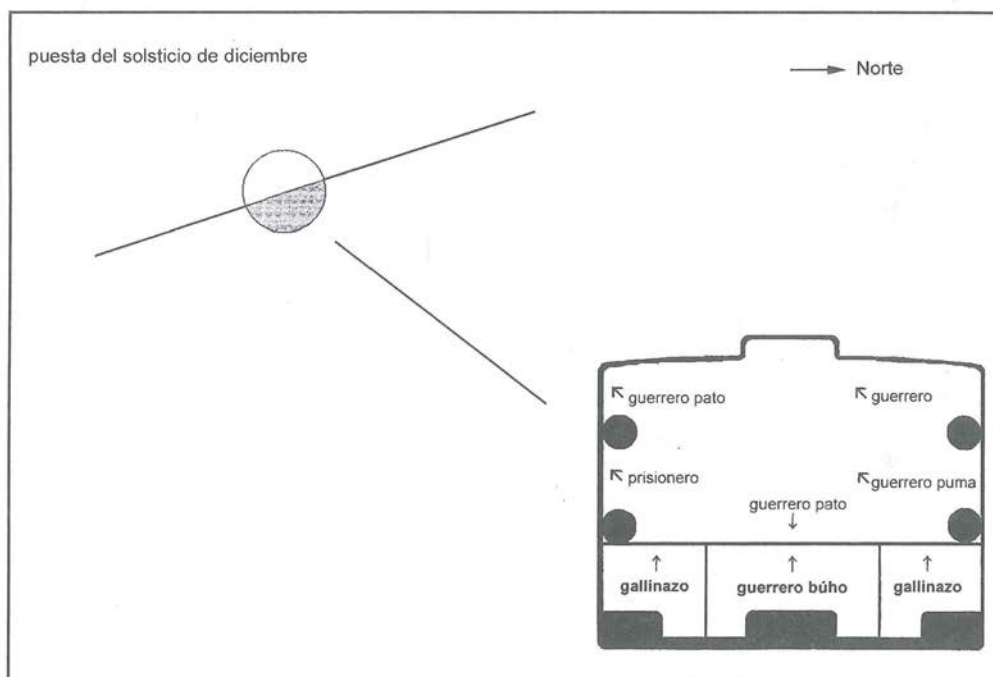 puesta del solsticio de diciembre
Norte
guerrero pato
guerrero
prisionero
guerrero puma
guerrero pato
gallinazo
guerrero búho
gallinazo